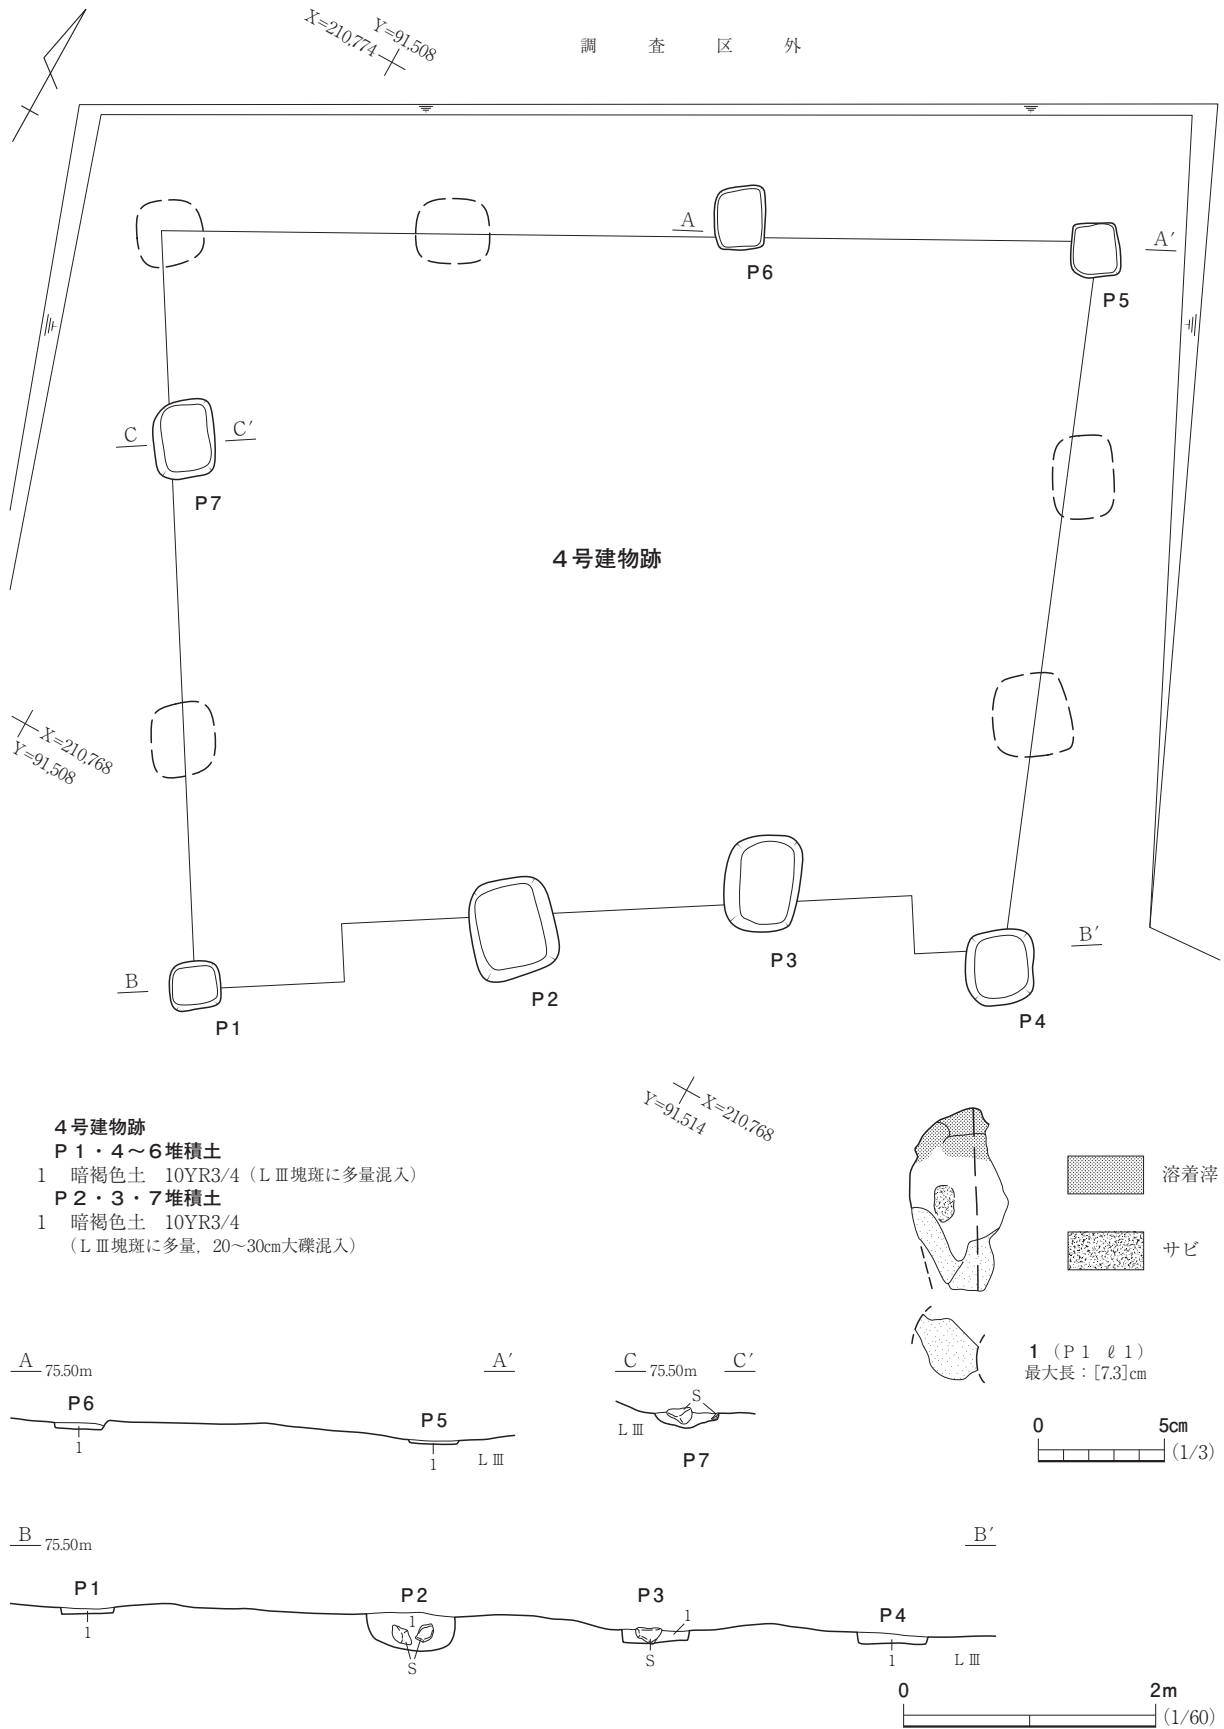 X=210,774
Y=91,508
調査区外
A
P6
A′
P5
C
C′
P7
4号建物跡
X=210,768
Y=91,508
B
P1
P2
P3
B′
P4
X=210,768
Y=91,514
4号建物跡
P1・4～6堆積土
1 暗褐色土 10YR3/4（LⅢ塊斑に多量混入）
P2・3・7堆積土
1 暗褐色土 10YR3/4
（LⅢ塊斑に多量，20～30㎝大礫混入）
溶着滓
サビ
1（P1 ℓ1）
最大長：[7.3]㎝
0 5㎝
(1/3)
A 75.50m A′
P6
1
P5
1
LⅢ
C 75.50m C′
S
LⅢ
P7
B 75.50m B′
P1
1
P2
1
S
P3
1
S
P4
1
LⅢ
0 2m
(1/60)